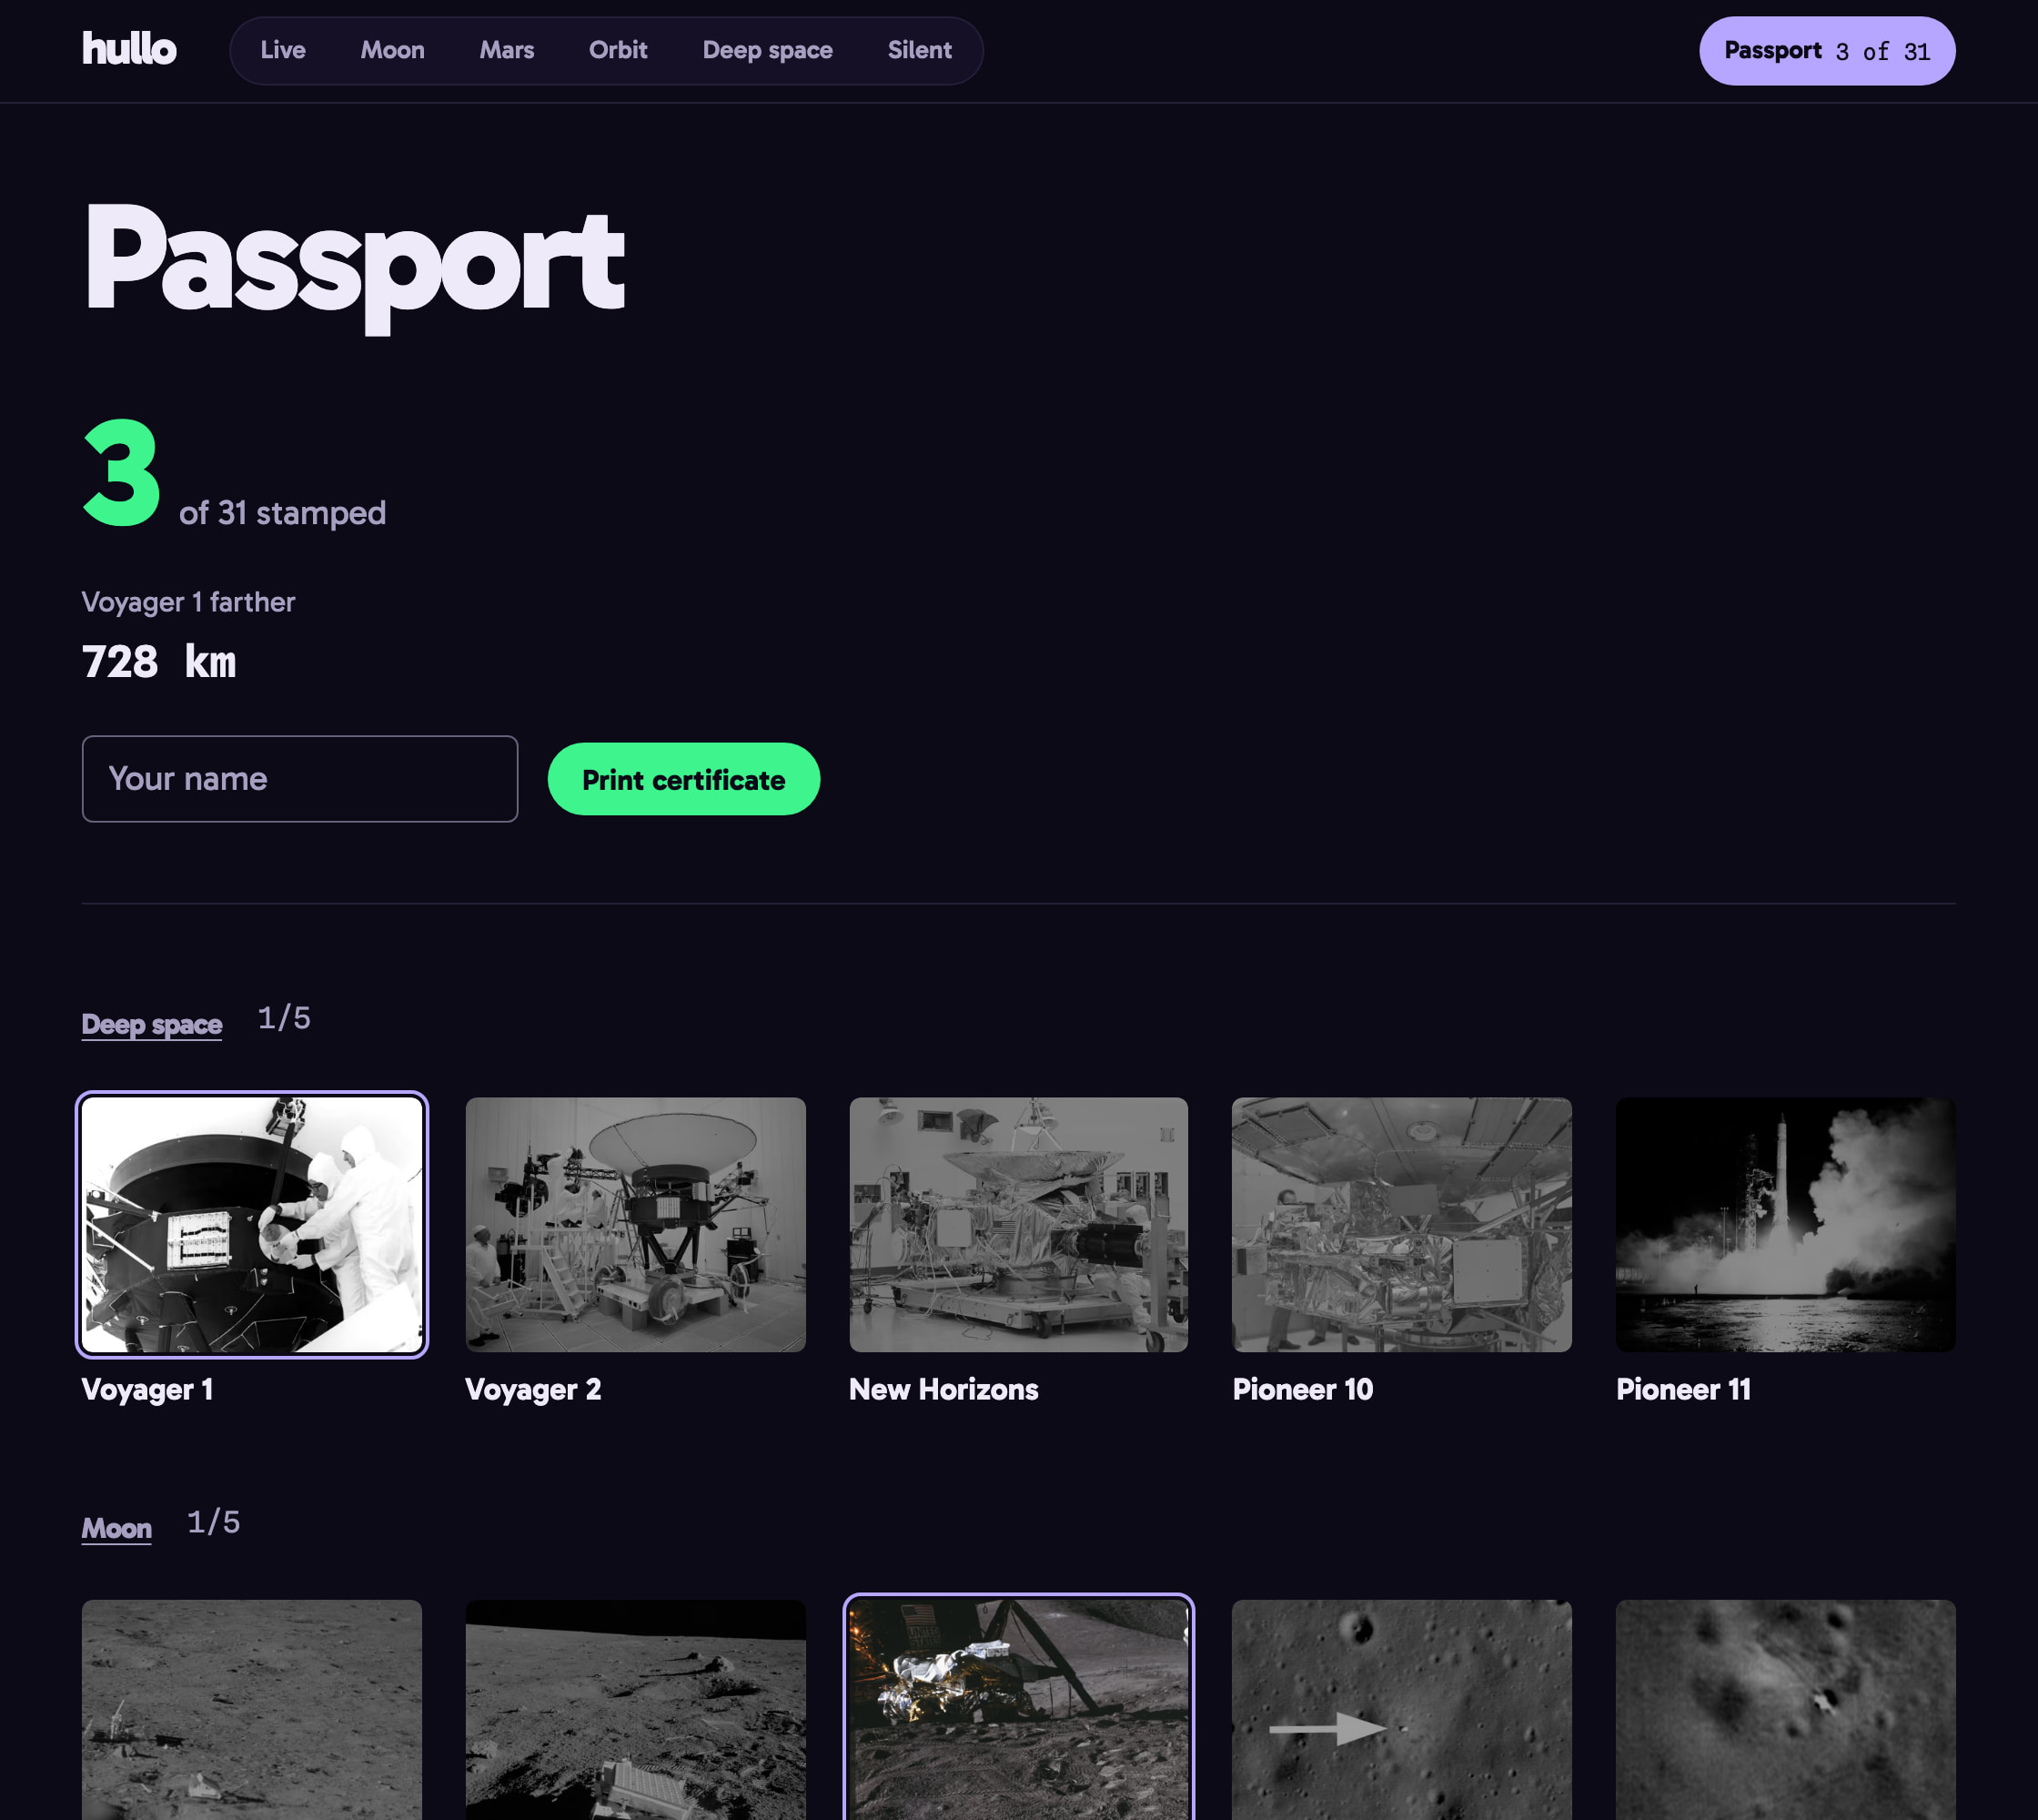 hullo Live Moon Mars Orbit Deep space Silent Passport 3 of 31
Passport
3 of 31 stamped
Voyager 1 farther
728 km
Your name Print certificate
Deep space 1/5
Voyager 1 Voyager 2 New Horizons Pioneer 10 Pioneer 11
Moon 1/5